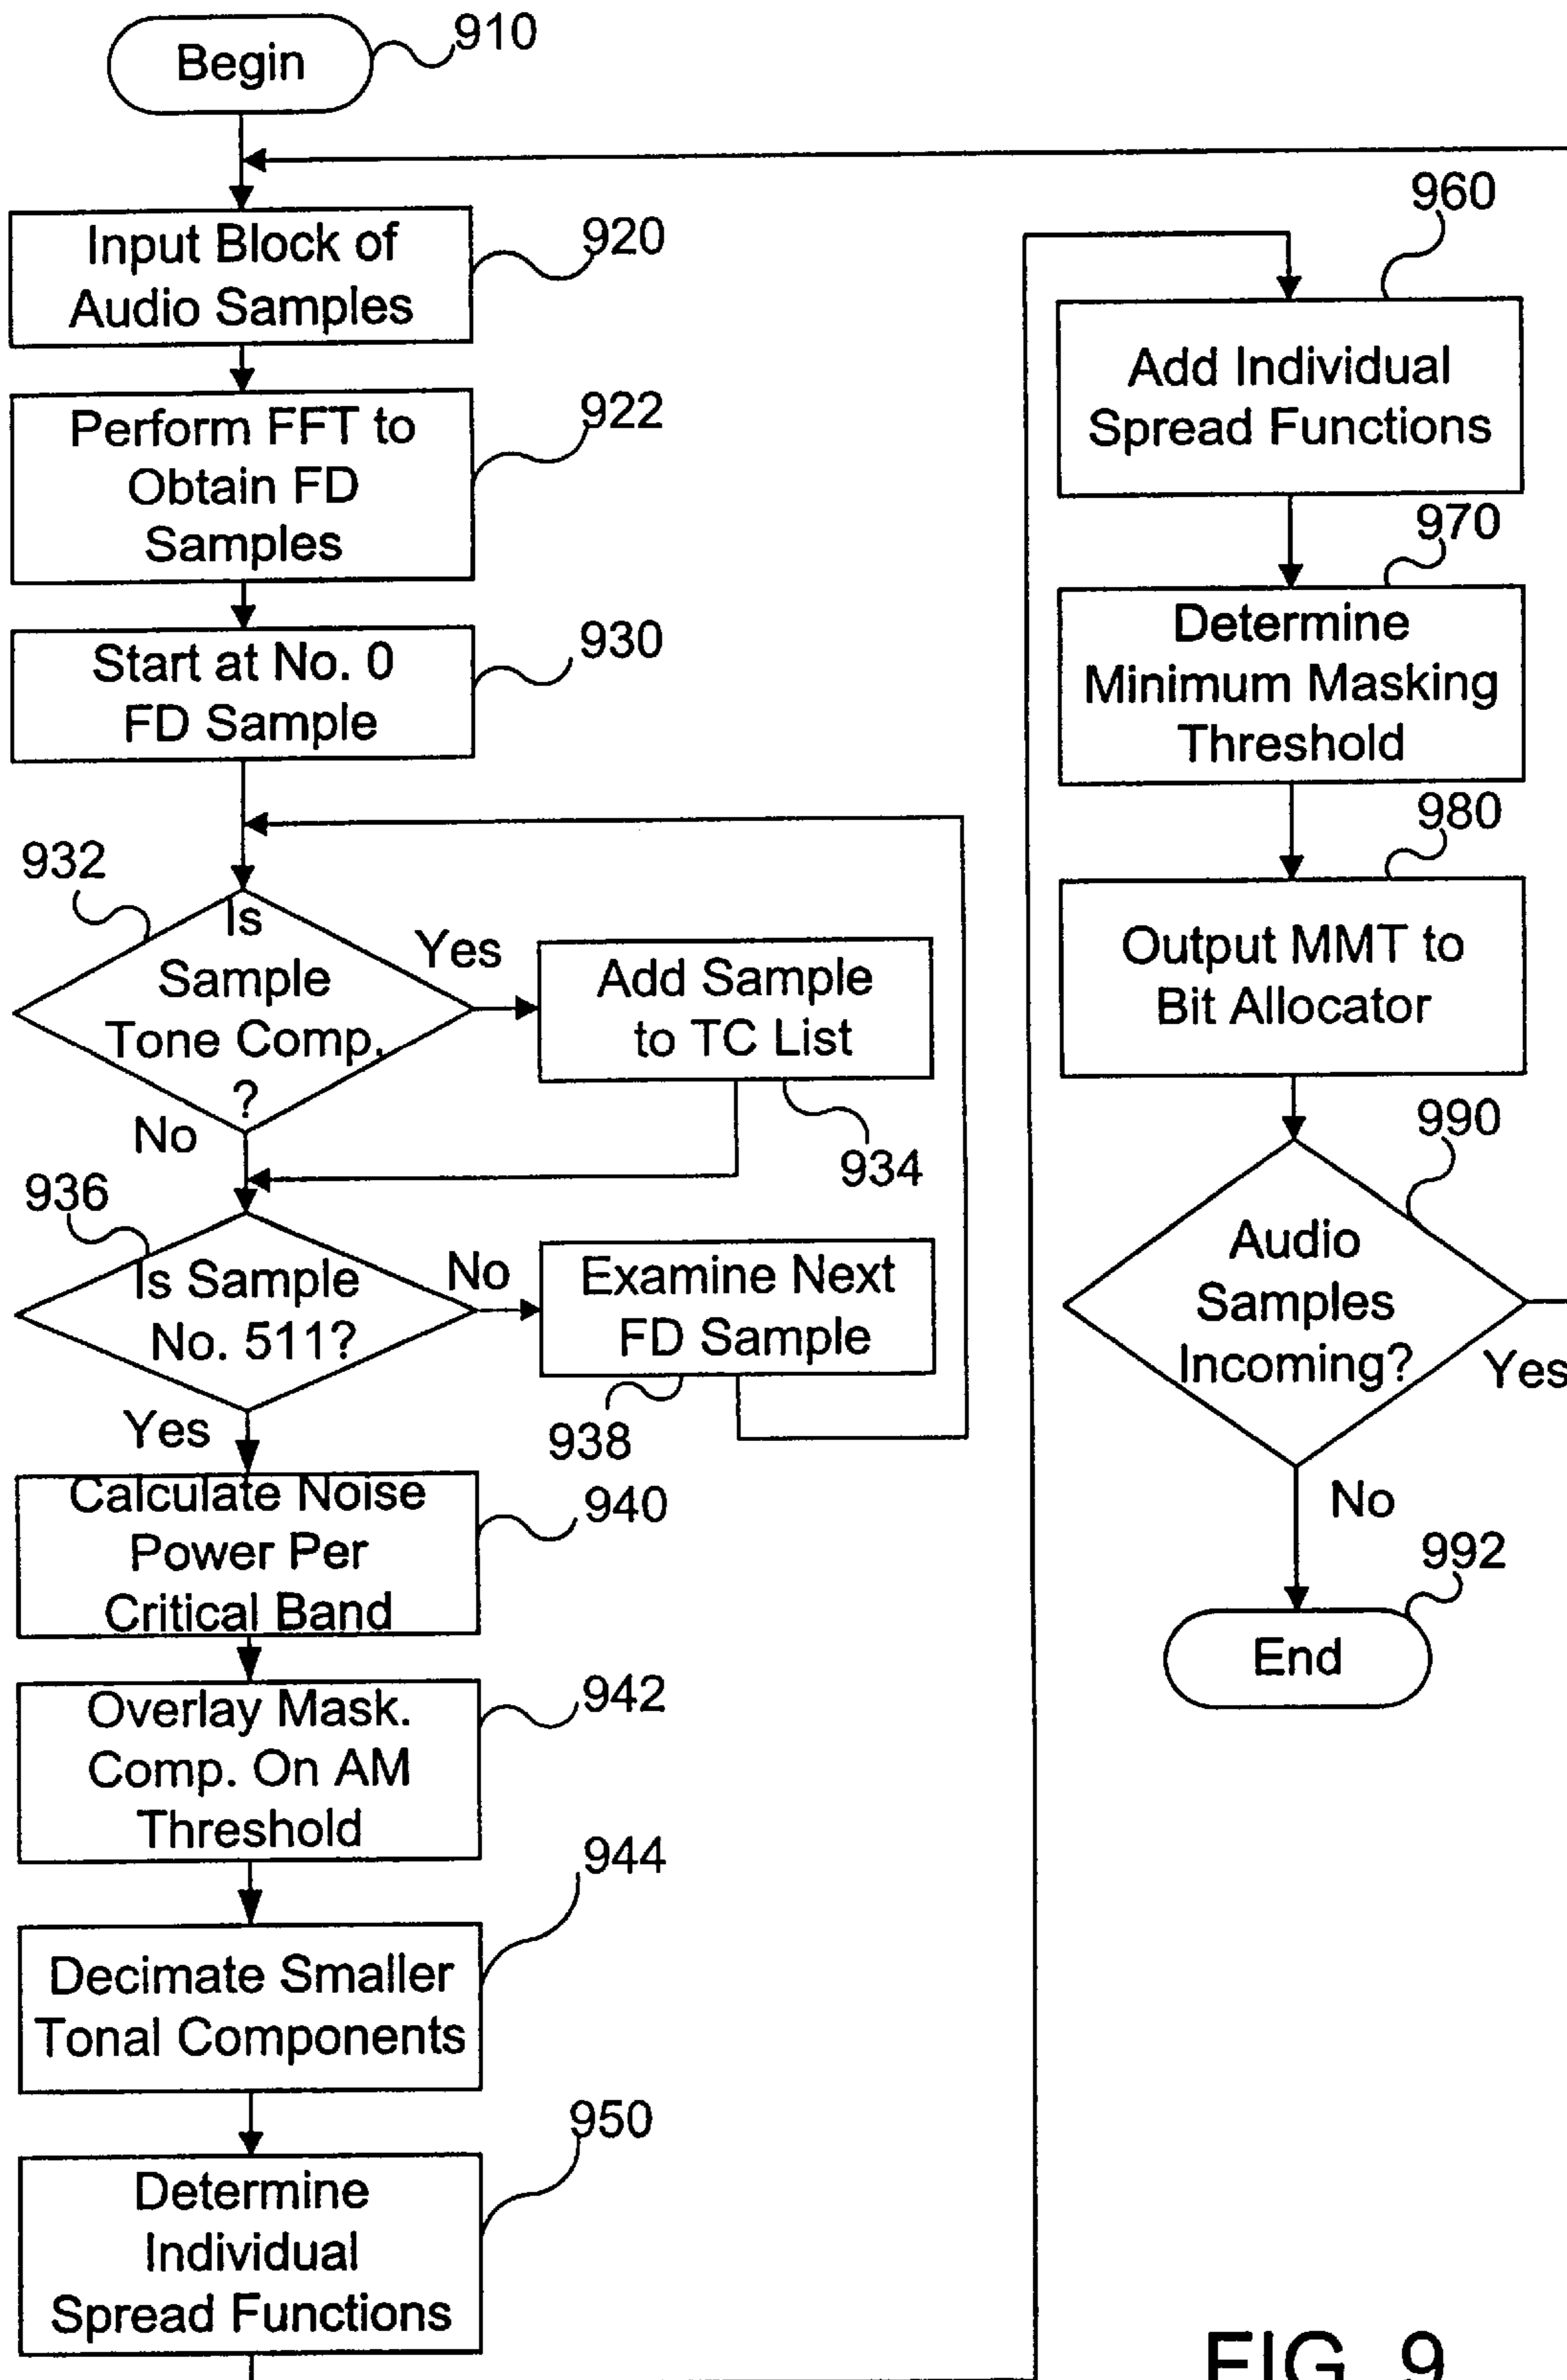 Begin
910
Input Block of
Audio Samples
920
Perform FFT to
Obtain FD
Samples
922
Start at No. 0
FD Sample
930
932
Is
Sample
Tone Comp.
?
Yes
No
Add Sample
to TC List
934
936
Is Sample
No. 511?
No
Yes
Examine Next
FD Sample
938
Calculate Noise
Power Per
Critical Band
940
Overlay Mask.
Comp. On AM
Threshold
942
Decimate Smaller
Tonal Components
944
Determine
Individual
Spread Functions
950
960
Add Individual
Spread Functions
970
Determine
Minimum Masking
Threshold
980
Output MMT to
Bit Allocator
990
Audio
Samples
Incoming?
Yes
No
992
End
FIG. 9